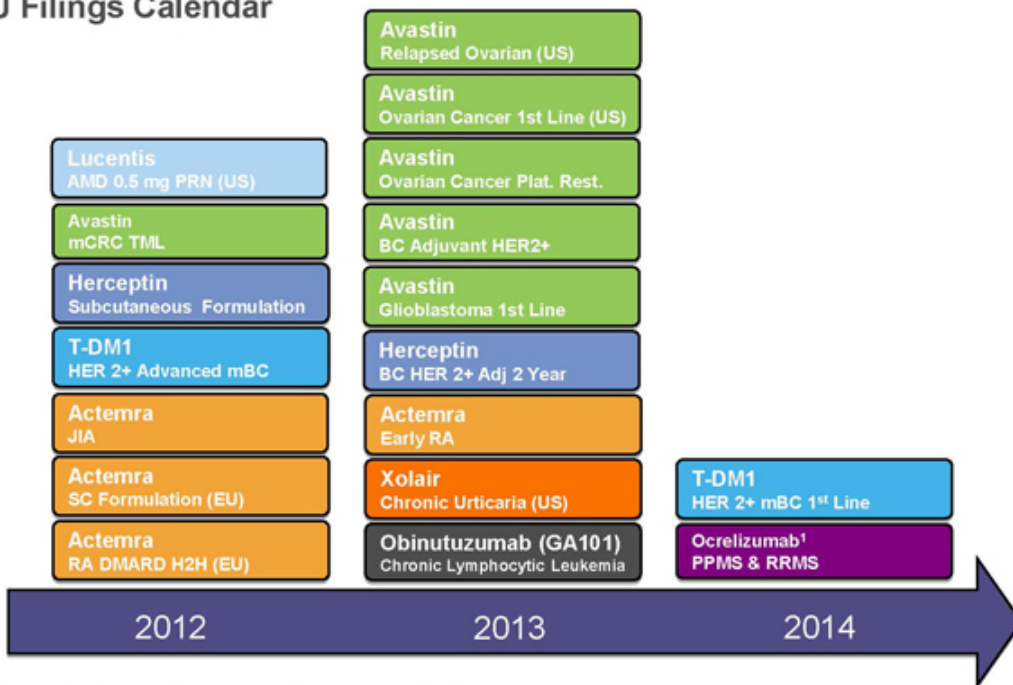 Filings Calendar
Lucentis
AMD 0.5 mg PRN (US)
Avastin
mCRC TML
Herceptin
Subcutaneous Formulation
T-DM1
HER 2+ Advanced mBC
Actemra
JIA
Actemra
SC Formulation (EU)
Actemra
RA DMARD H2H (EU)
Avastin
Relapsed Ovarian (US)
Avastin
Ovarian Cancer 1st Line (US)
Avastin
Ovarian Cancer Plat. Rest.
Avastin
BC Adjuvant HER2+
Avastin
Glioblastoma 1st Line
Herceptin
BC HER 2+ Adj 2 Year
Actemra
Early RA
Xolair
Chronic Urticaria (US)
Obinutuzumab (GA101)
Chronic Lymphocytic Leukemia
T-DM1
HER 2+ mBC 1st Line
Ocrelizumab¹
PPMS & RRMS
2012 2013 2014